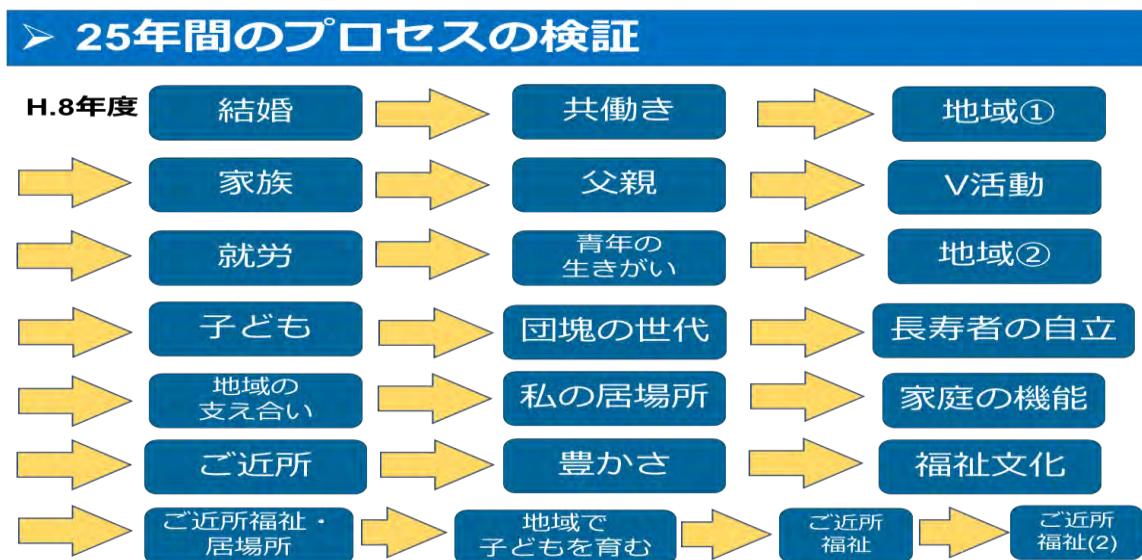 ➢ 25年間のプロセスの検証
H.8年度
結婚
共働き
地域①
家族
父親
V活動
就労
青年の
生きがい
地域②
子ども
団塊の世代
長寿者の自立
地域の
支え合い
私の居場所
家庭の機能
ご近所
豊かさ
福祉文化
ご近所福祉・
居場所
地域で
子どもを育む
ご近所
福祉
ご近所
福祉(2)